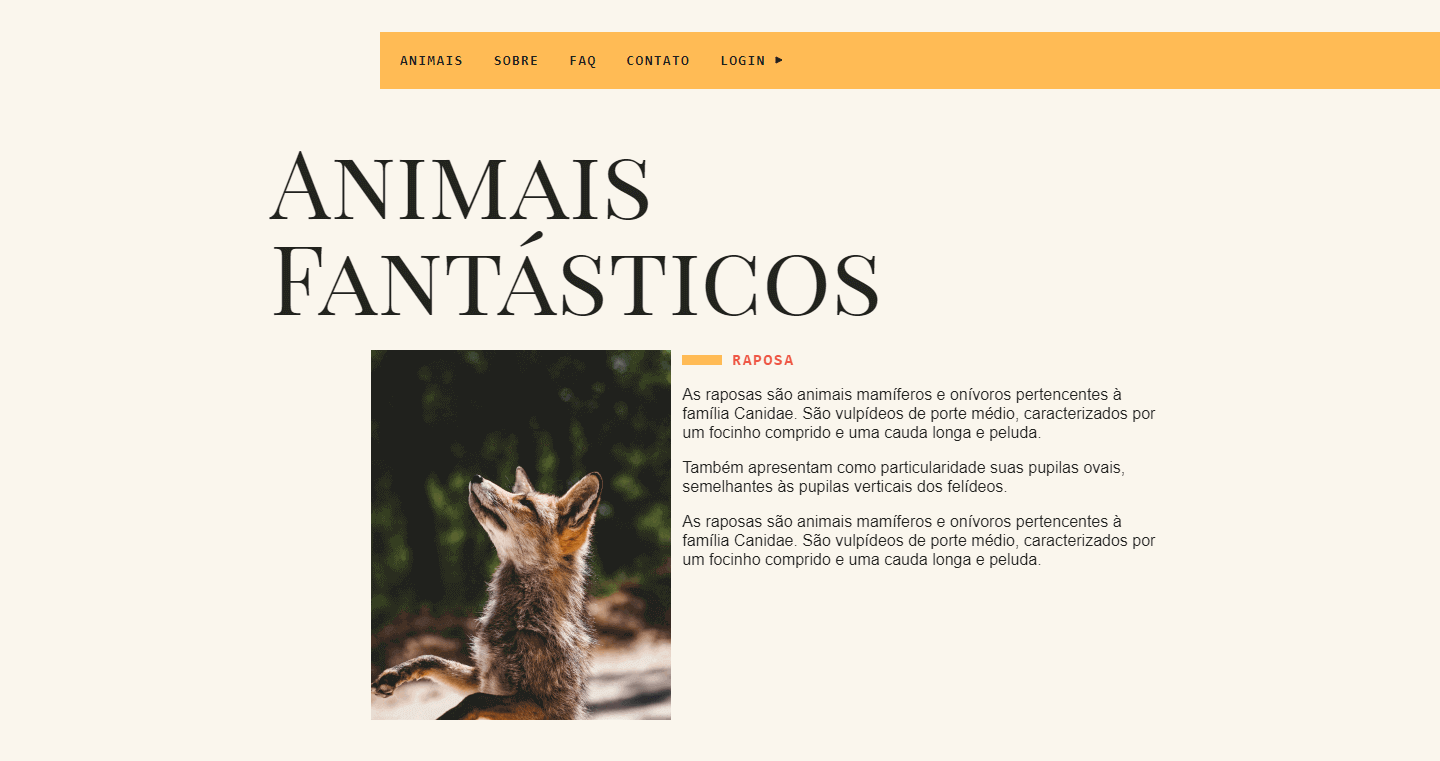 ANIMAIS SOBRE FAQ CONTATO LOGIN ▶
ANIMAIS
FANTÁSTICOS
RAPOSA
As raposas são animais mamíferos e onívoros pertencentes à
família Canidae. São vulpídeos de porte médio, caracterizados por
um focinho comprido e uma cauda longa e peluda.
Também apresentam como particularidade suas pupilas ovais,
semelhantes às pupilas verticais dos felídeos.
As raposas são animais mamíferos e onívoros pertencentes à
família Canidae. São vulpídeos de porte médio, caracterizados por
um focinho comprido e uma cauda longa e peluda.